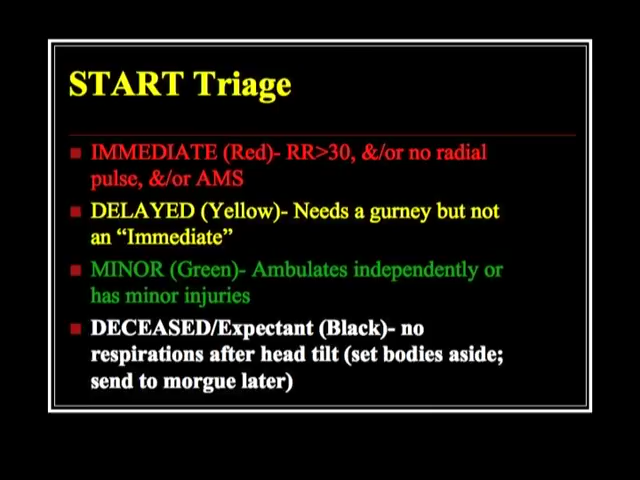 START Triage
IMMEDIATE (Red)- RR>30, &/or no radial
pulse, &/or AMS
DELAYED (Yellow)- Needs a gurney but not
an “Immediate”
MINOR (Green)- Ambulates independently or
has minor injuries
DECEASED/Expectant (Black)- no
respirations after head tilt (set bodies aside;
send to morgue later)